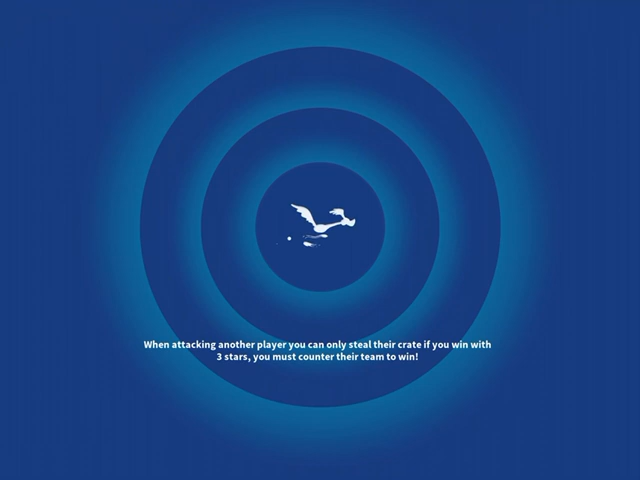 When attacking another player you can only steal their crate if you win with
3 stars, you must counter their team to win!